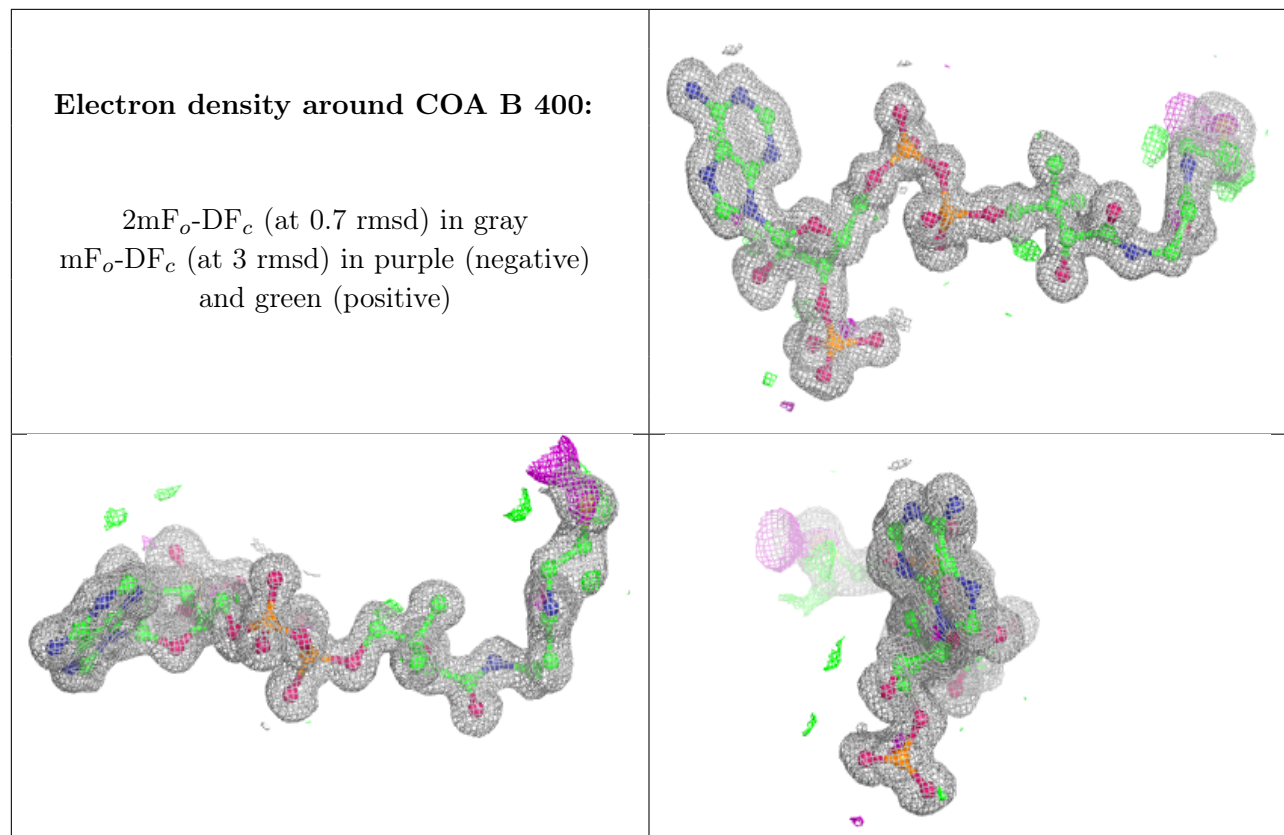 Electron density around COA B 400:
2mFₒ-DF𝑐 (at 0.7 rmsd) in gray
mFₒ-DF𝑐 (at 3 rmsd) in purple (negative)
and green (positive)